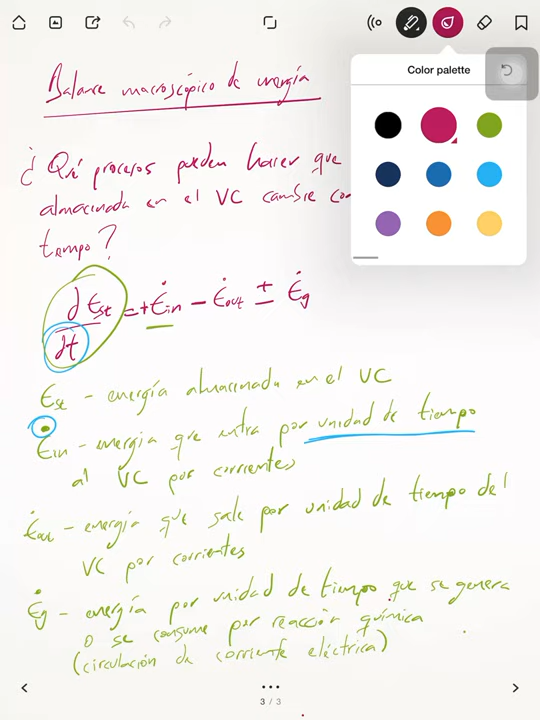 Color palette
Balance macroscópico de energía
¿Qué procesos pueden hacer que
almacenada en el VC cambie con
tiempo?
∂Est/∂t = +Ėin − Ėout ± Ėg
Est - energía almacenada en el VC
Ėin - energía que entra por unidad de tiempo
al VC por corrientes
Ėout - energía que sale por unidad de tiempo del
VC por corrientes
Ėg - energía por unidad de tiempo que se genera
o se consume por reacción química
(circulación de corriente eléctrica)
3 / 3